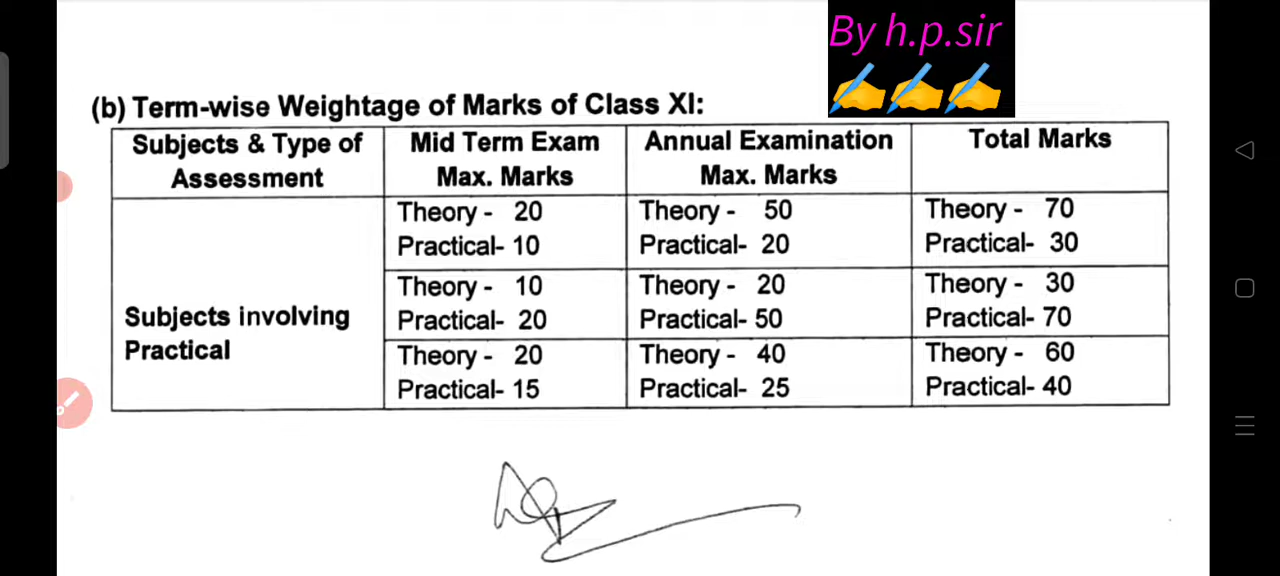 By h.p.sir
(b) Term-wise Weightage of Marks of Class XI:
Subjects & Type of Assessment
Mid Term Exam Max. Marks
Annual Examination Max. Marks
Total Marks
Subjects involving Practical
Theory - 20
Practical- 10
Theory - 50
Practical- 20
Theory - 70
Practical- 30
Theory - 10
Practical- 20
Theory - 20
Practical- 50
Theory - 30
Practical- 70
Theory - 20
Practical- 15
Theory - 40
Practical- 25
Theory - 60
Practical- 40